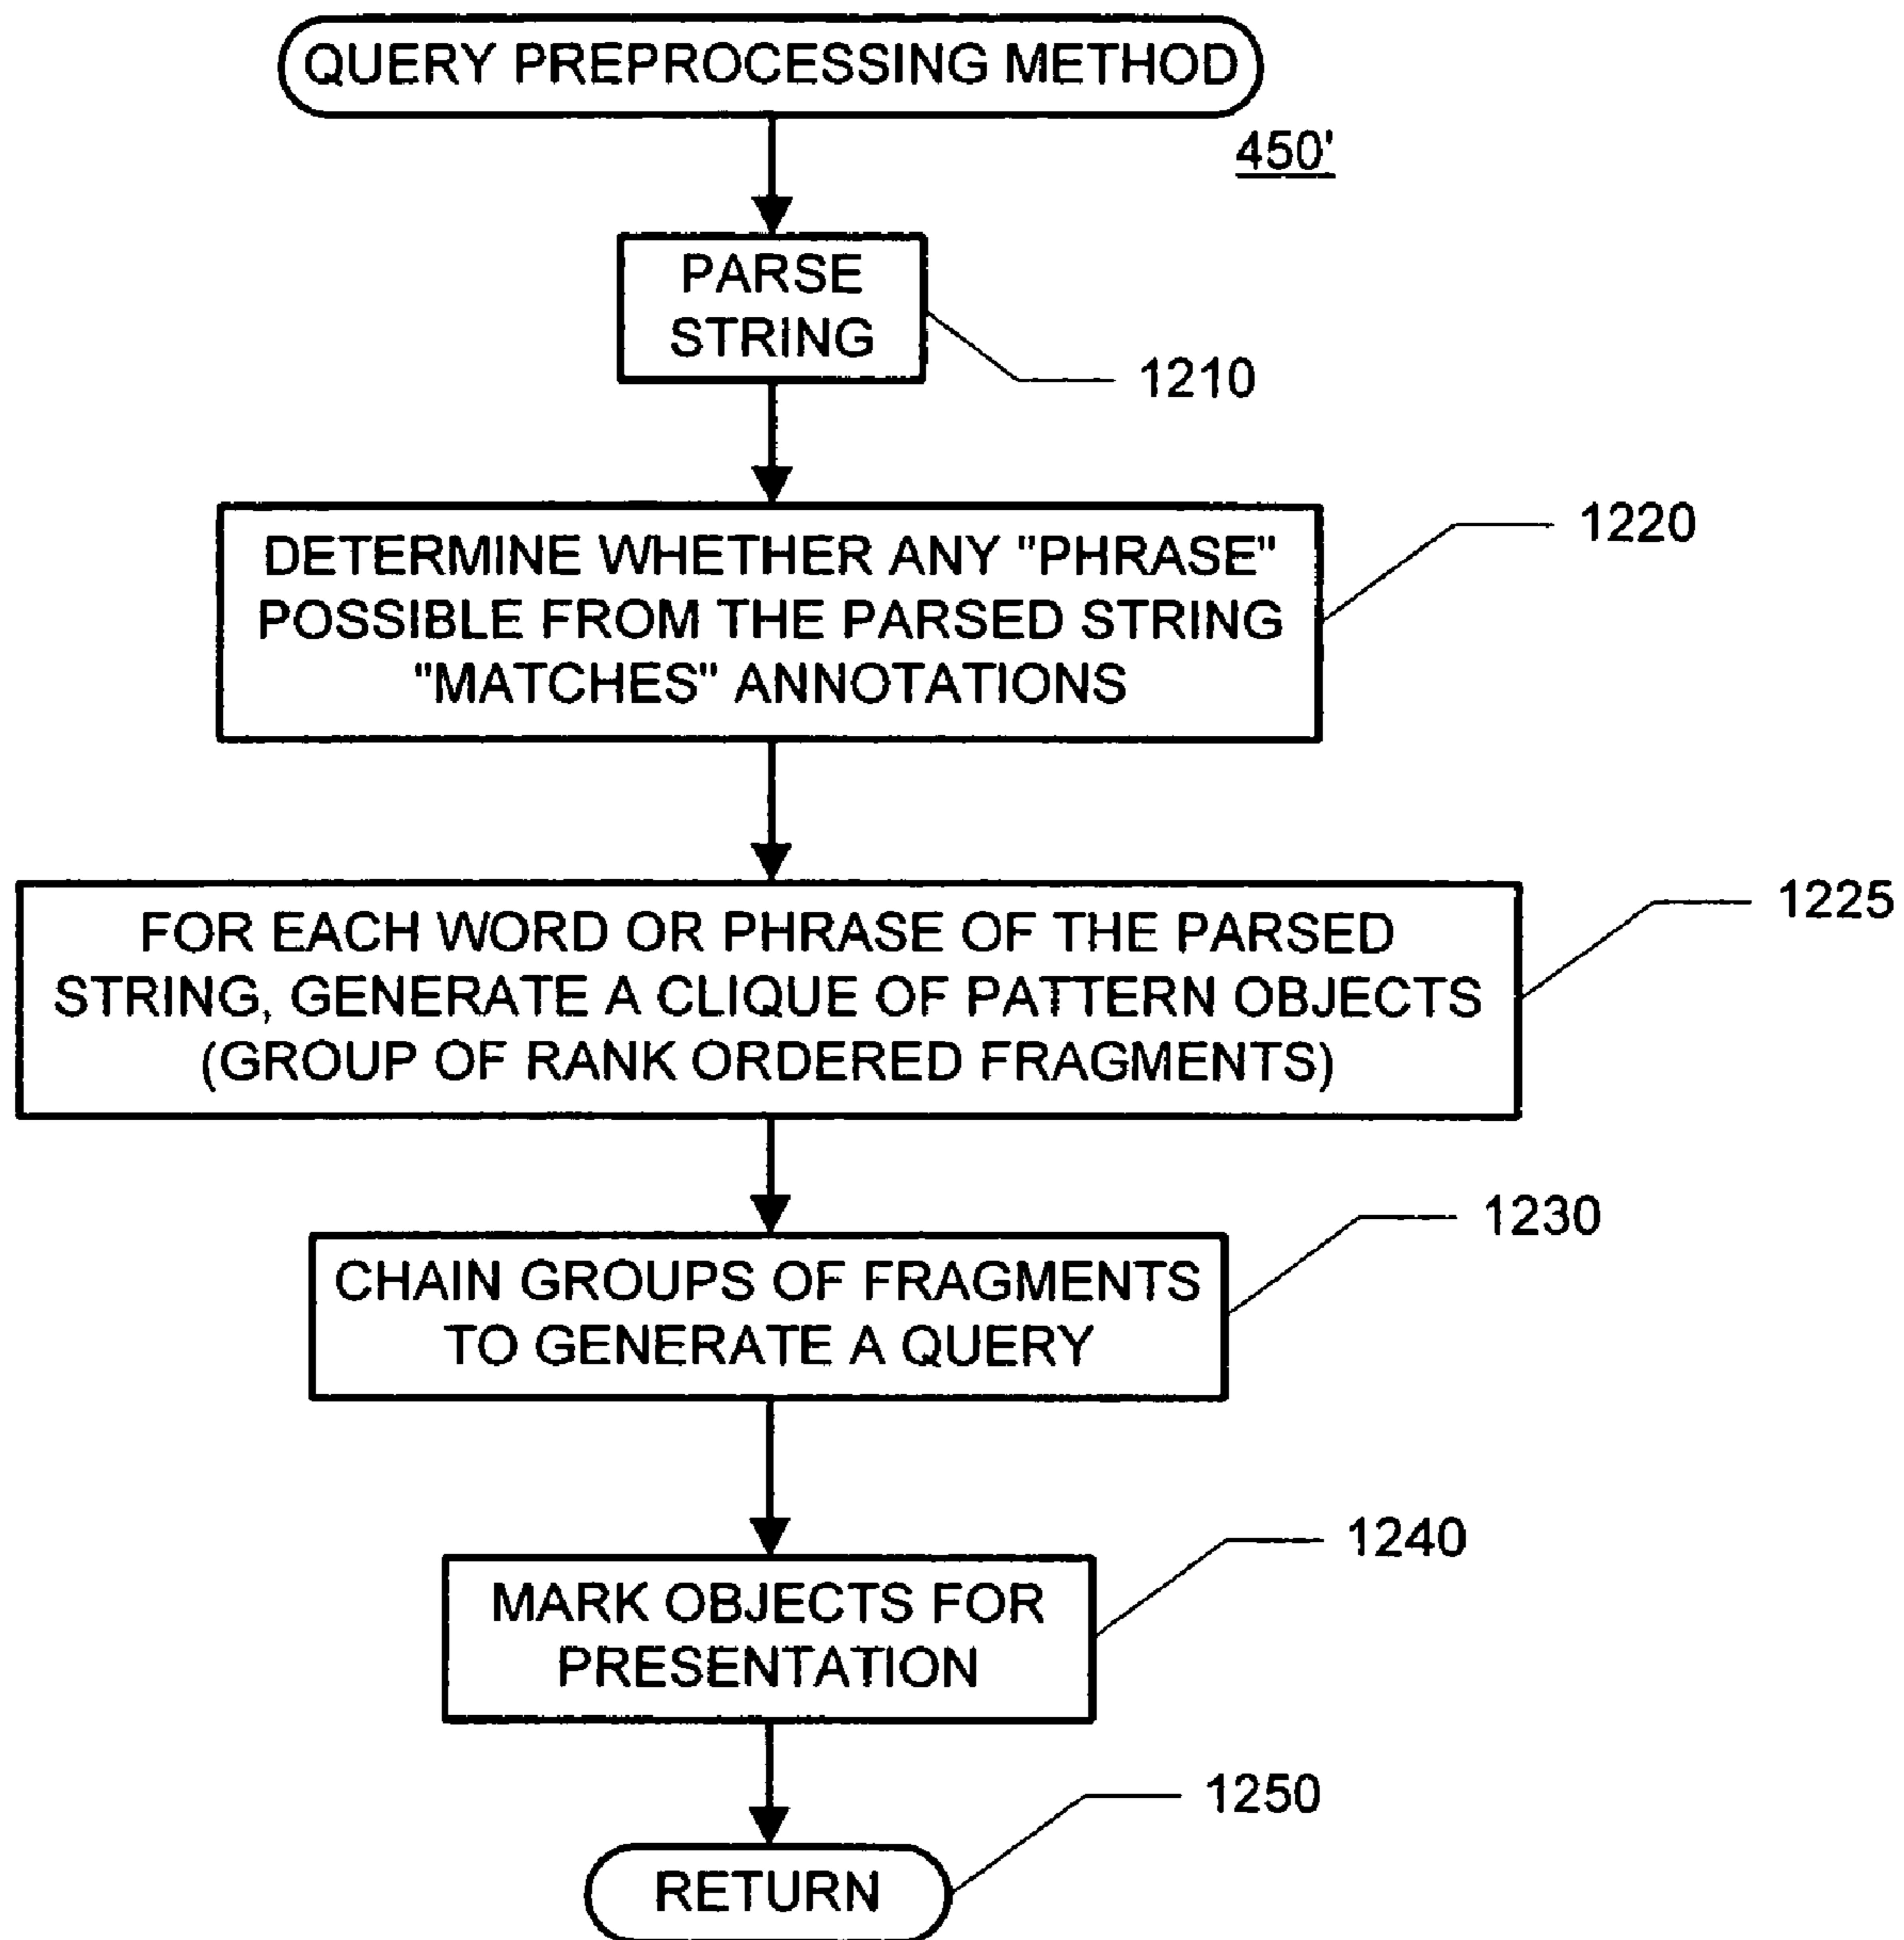 QUERY PREPROCESSING METHOD
450'
PARSE
STRING
1210
DETERMINE WHETHER ANY "PHRASE"
POSSIBLE FROM THE PARSED STRING
"MATCHES" ANNOTATIONS
1220
FOR EACH WORD OR PHRASE OF THE PARSED
STRING, GENERATE A CLIQUE OF PATTERN OBJECTS
(GROUP OF RANK ORDERED FRAGMENTS)
1225
CHAIN GROUPS OF FRAGMENTS
TO GENERATE A QUERY
1230
MARK OBJECTS FOR
PRESENTATION
1240
RETURN
1250